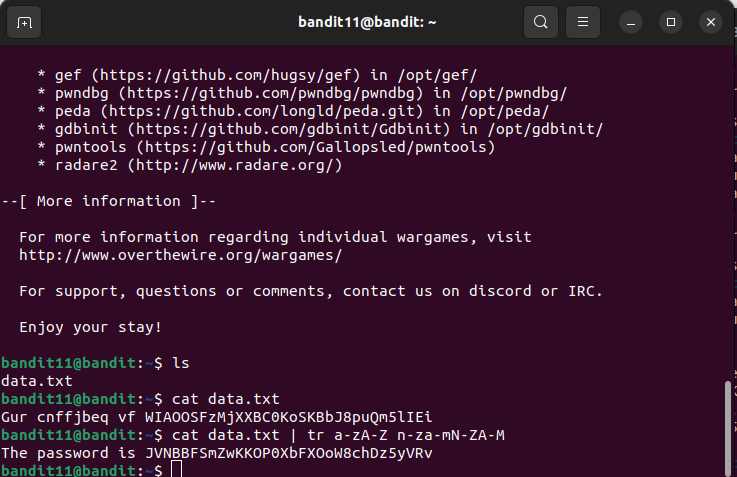 bandit11@bandit: ~
* gef (https://github.com/hugsy/gef) in /opt/gef/
* pwndbg (https://github.com/pwndbg/pwndbg) in /opt/pwndbg/
* peda (https://github.com/longld/peda.git) in /opt/peda/
* gdbinit (https://github.com/gdbinit/Gdbinit) in /opt/gdbinit/
* pwntools (https://github.com/Gallopsled/pwntools)
* radare2 (http://www.radare.org/)
--[ More information ]--
For more information regarding individual wargames, visit
http://www.overthewire.org/wargames/
For support, questions or comments, contact us on discord or IRC.
Enjoy your stay!
bandit11@bandit:~$ ls
data.txt
bandit11@bandit:~$ cat data.txt
Gur cnffjbeq vf WIAOOSFzMjXXBC0KoSKBbJ8puQm5lIEi
bandit11@bandit:~$ cat data.txt | tr a-zA-Z n-za-mN-ZA-M
The password is JVNBBFSmZwKKOP0XbFXOoW8chDz5yVRv
bandit11@bandit:~$